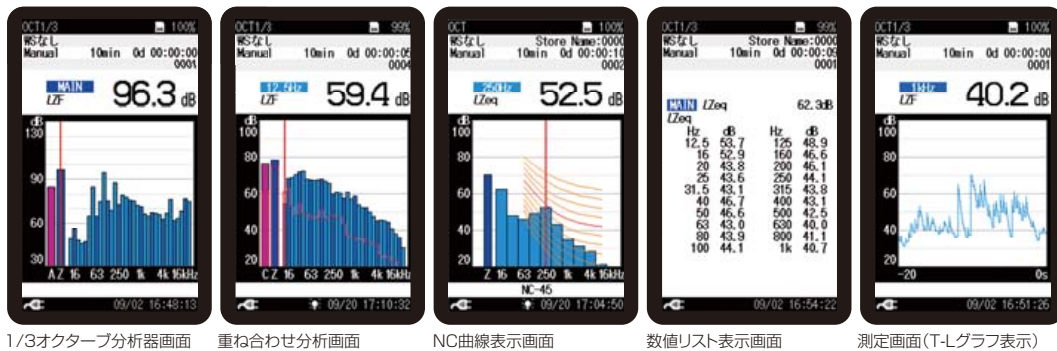 OCT1/3 100%
WSなし
Manual 10min 0d 00:00:00
0001
MAIN
LZF 96.3 dB
dB
130
90
60
30
A Z 16 63 250 1k 4k 16kHz
09/02 16:48:13
1/3オクターブ分析器画面
OCT1/3 99%
WSなし
Manual 10min 0d 00:00:05
0004
12.5Hz
LZF 59.4 dB
dB
100
80
60
40
20
C Z 16 63 250 1k 4k 16kHz
09/20 17:10:32
重ね合わせ分析画面
OCT 100%
WSなし Store Name:0000
Manual 10min 0d 00:00:10
0002
250Hz
LZeq 52.5 dB
dB
100
80
60
40
20
Z 16 63 250 1k 4k 16kHz
NC-45
09/20 17:04:50
NC曲線表示画面
OCT1/3 99%
WSなし Store Name:0000
Manual 10min 0d 00:00:05
0001
MAIN LZeq 62.3dB
LZeq
Hz dB Hz dB
12.5 53.7 125 48.9
16 52.9 160 46.6
20 43.8 200 46.1
25 43.6 250 44.1
31.5 43.1 315 43.8
40 46.7 400 43.1
50 46.6 500 42.5
63 43.0 630 40.0
80 43.9 800 41.1
100 44.1 1k 40.7
09/02 16:54:22
数値リスト表示画面
OCT1/3 100%
WSなし
Manual 10min 0d 00:00:00
0001
1kHz
LZF 40.2 dB
dB
100
80
60
40
20
-20 0s
09/02 16:51:26
測定画面(T-Lグラフ表示)